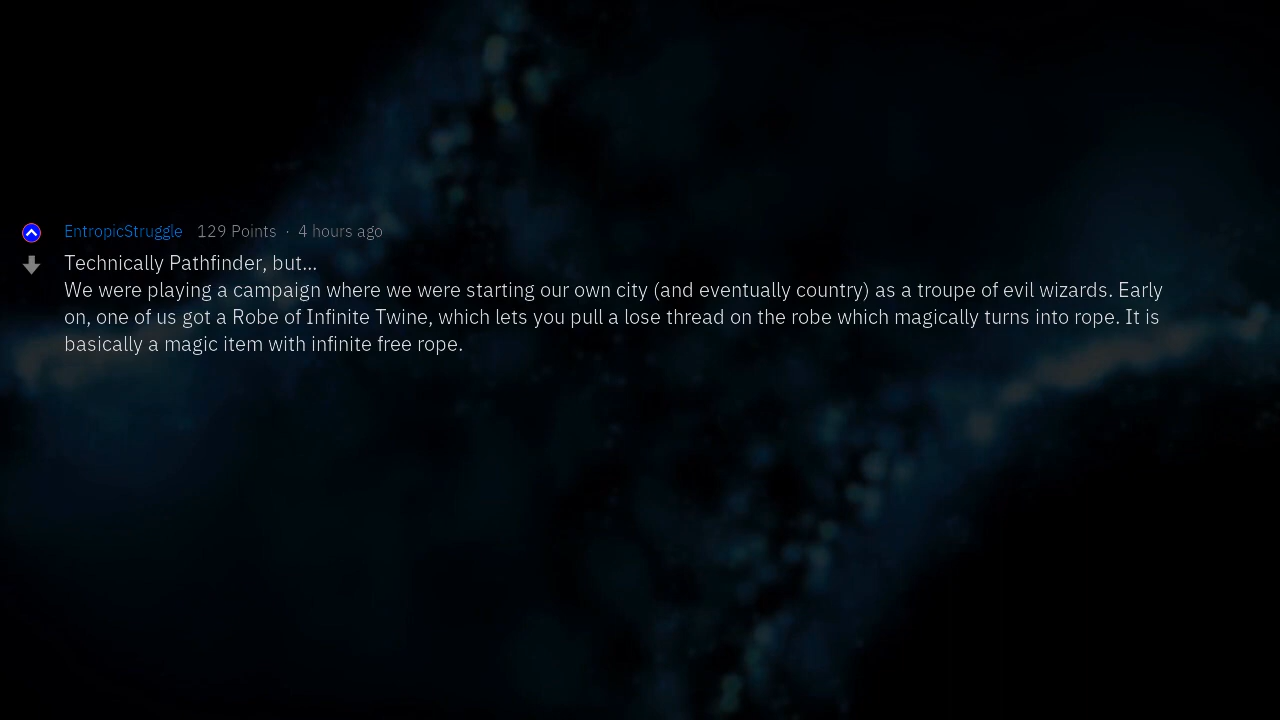 EntropicStruggle 129 Points · 4 hours ago
Technically Pathfinder, but...
We were playing a campaign where we were starting our own city (and eventually country) as a troupe of evil wizards. Early
on, one of us got a Robe of Infinite Twine, which lets you pull a lose thread on the robe which magically turns into rope. It is
basically a magic item with infinite free rope.